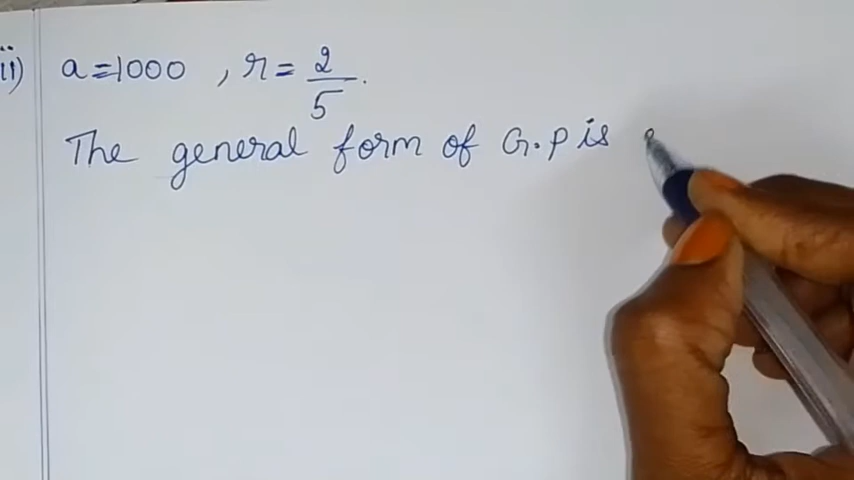 ii) a=1000 , r= 2/5.
The general form of G.P is